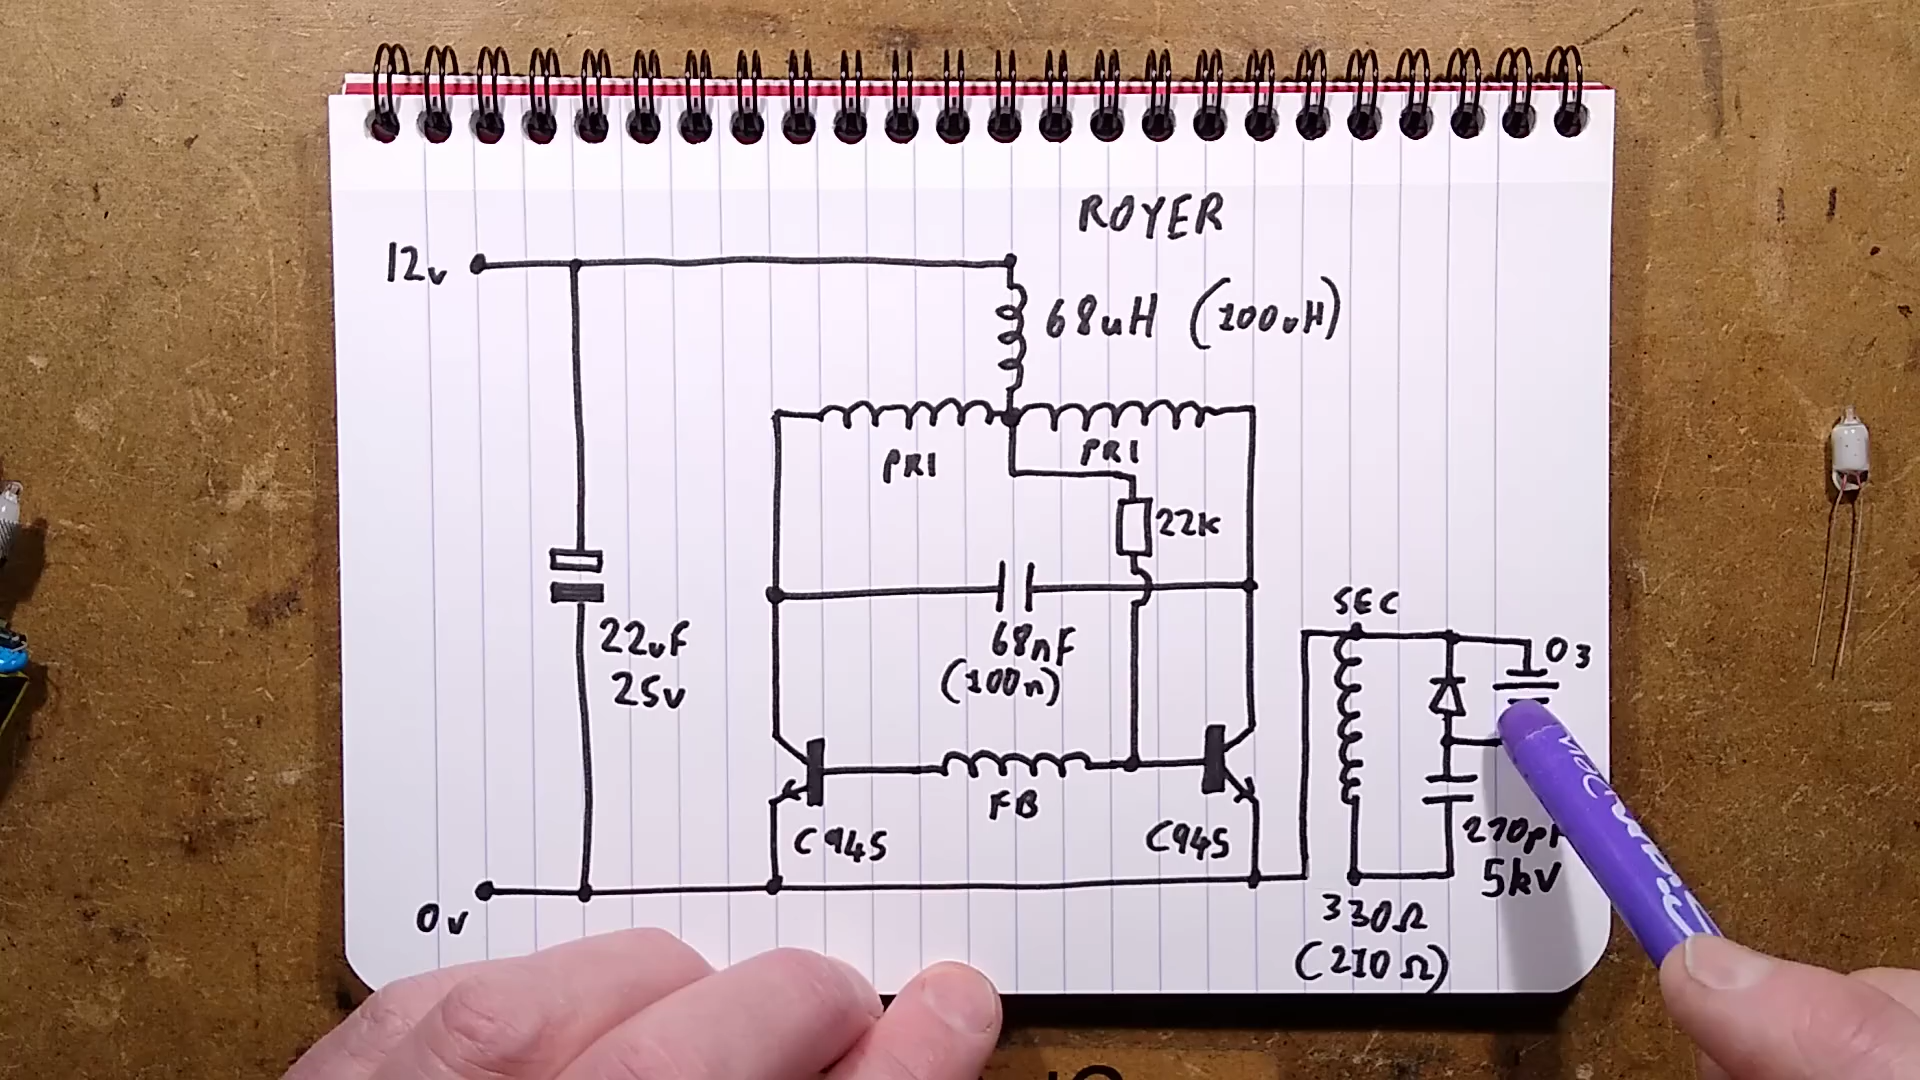 ROYER
12v
68uH (100uH)
PRI
PRI
22k
SEC
O3
22uF
25v
68nF
(100n)
FB
C945
C945
270pF
5kV
0v
330Ω
(210Ω)